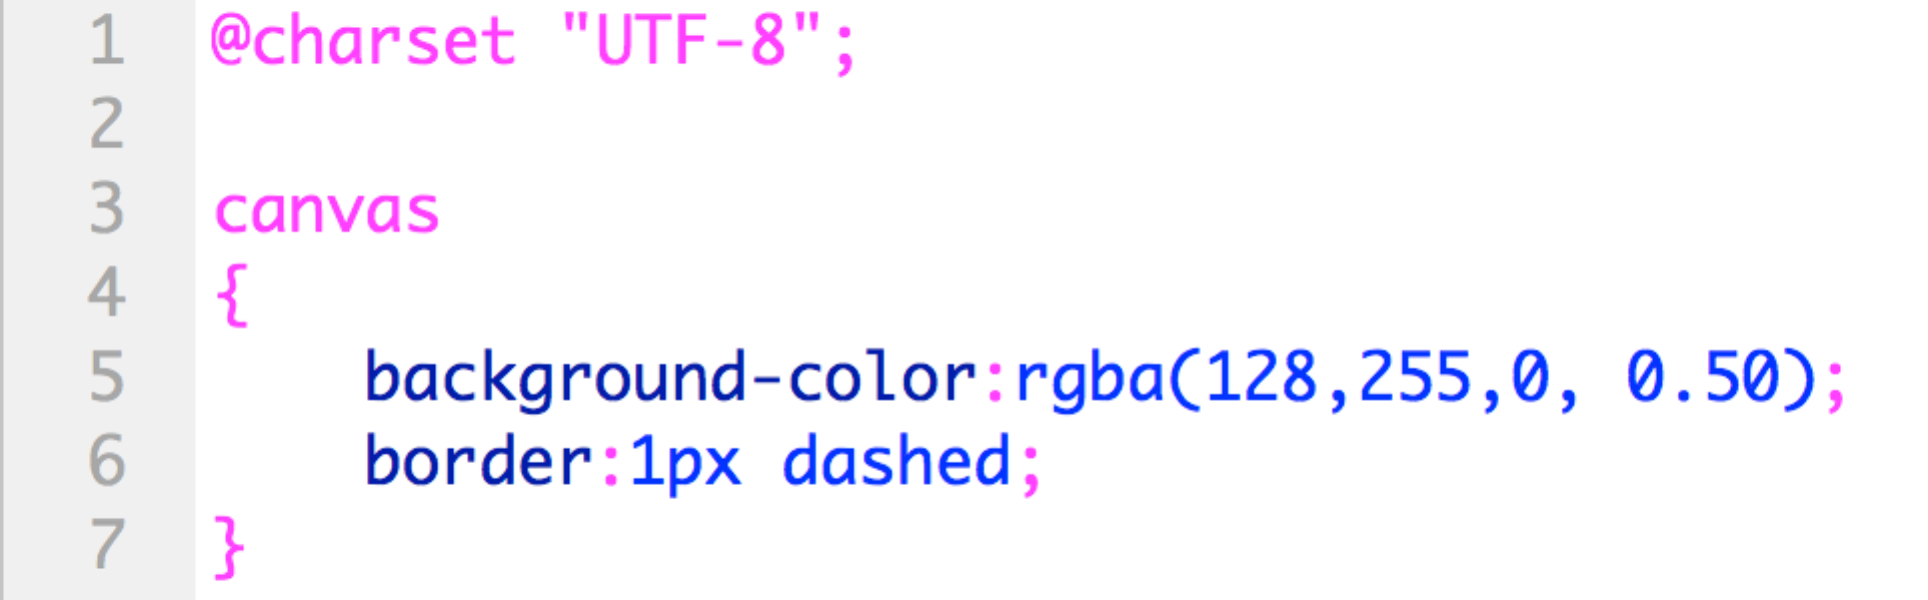 1 @charset "UTF-8";
2
3 canvas
4 {
5     background-color:rgba(128,255,0, 0.50);
6     border:1px dashed;
7 }